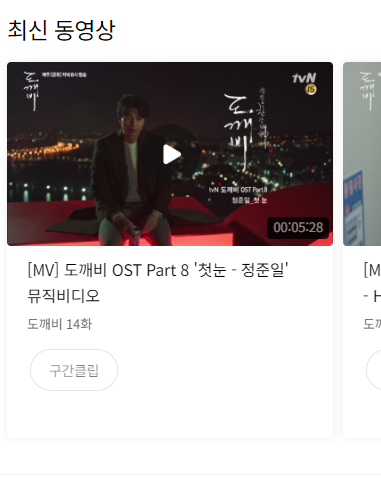 최신 동영상
도깨비
tvN
15
도깨비
tvN 도깨비 OST Part.8
정준일_첫 눈
00:05:28
[MV] 도깨비 OST Part 8 '첫눈 - 정준일'
뮤직비디오
도깨비 14화
구간클립